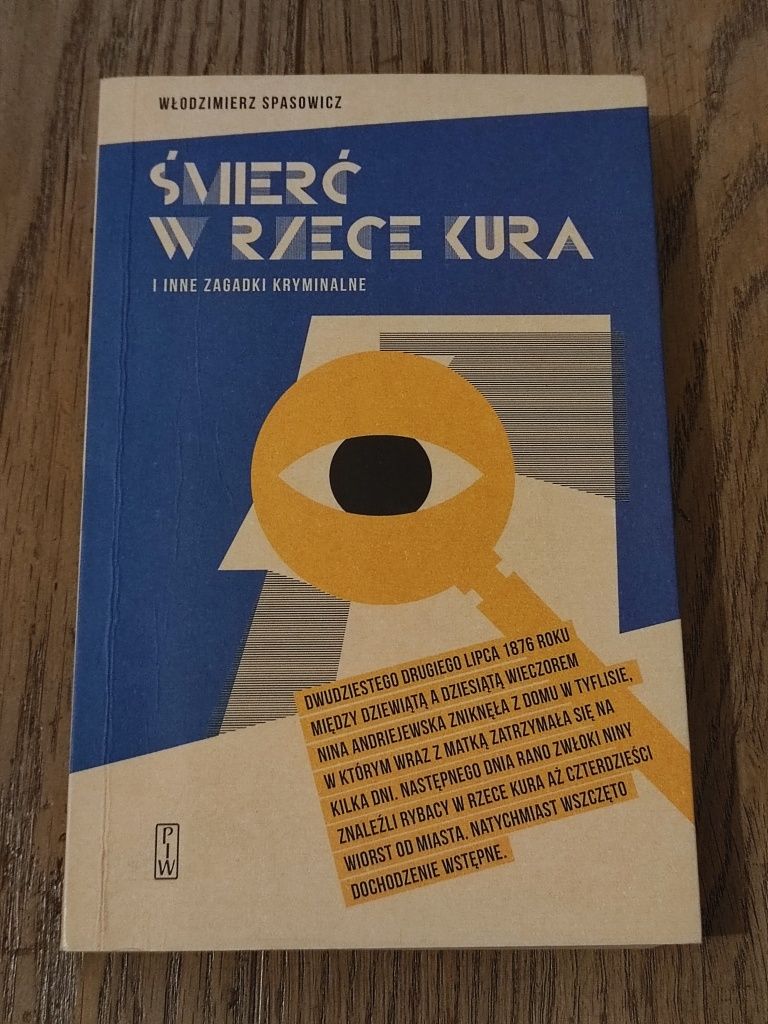 WŁODZIMIERZ SPASOWICZ
ŚMIERĆ
W RZECE KURA
I INNE ZAGADKI KRYMINALNE
DWUDZIESTEGO DRUGIEGO LIPCA 1876 ROKU
MIĘDZY DZIEWIĄTĄ A DZIESIĄTĄ WIECZOREM
NINA ANDRIEJEWSKA ZNIKNĘŁA Z DOMU W TYFLISIE,
W KTÓRYM WRAZ Z MATKĄ ZATRZYMAŁA SIĘ NA
KILKA DNI. NASTĘPNEGO DNIA RANO ZWŁOKI NINY
ZNALEŹLI RYBACY W RZECE KURA AŻ CZTERDZIEŚCI
WIORST OD MIASTA. NATYCHMIAST WSZCZĘTO
DOCHODZENIE WSTĘPNE.
PIW